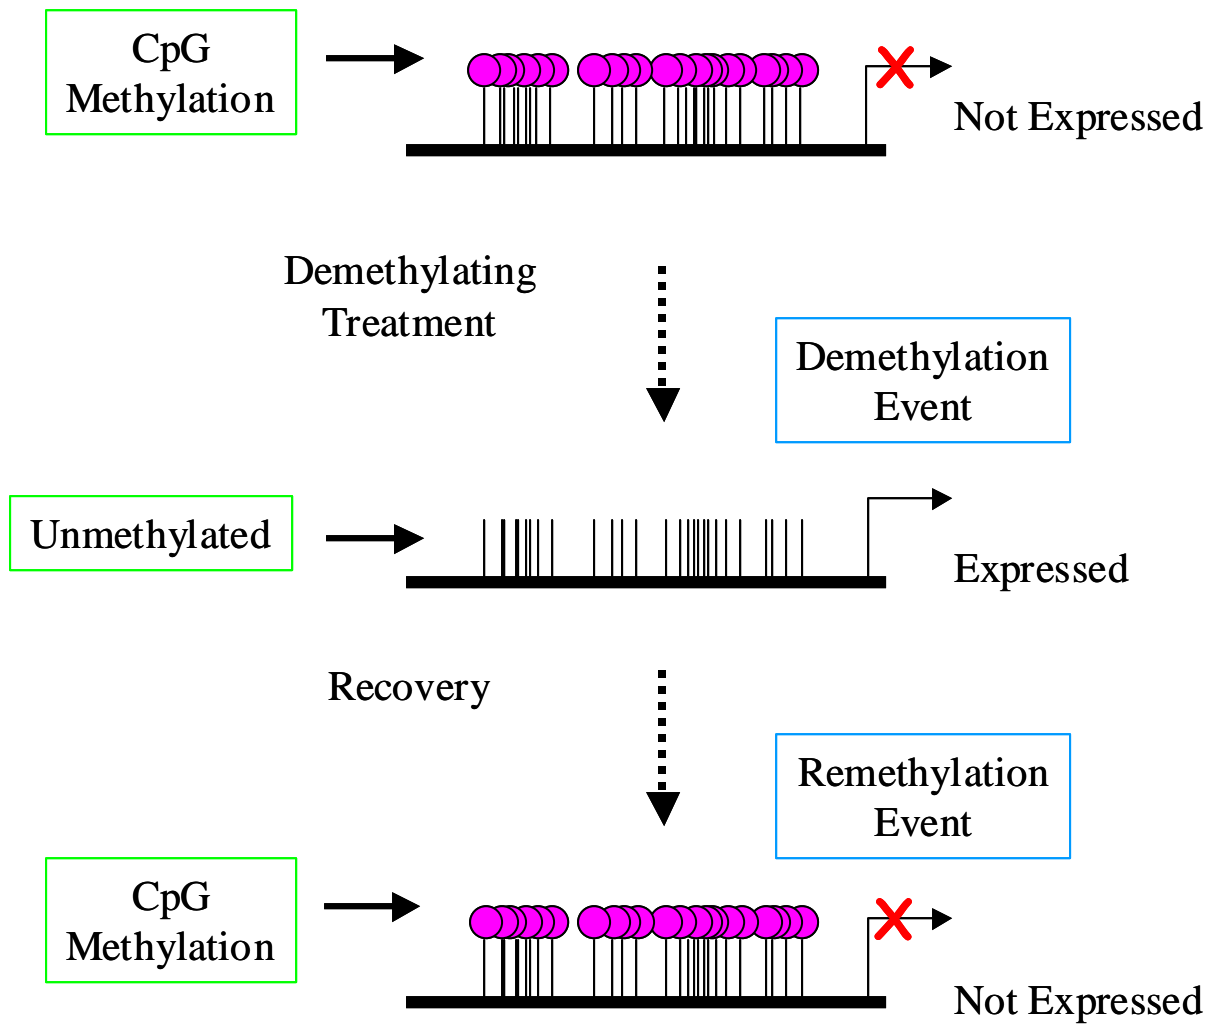 CpG
Methylation
Not Expressed
Demethylating
Treatment
Demethylation
Event
Unmethylated
Expressed
Recovery
Remethylation
Event
CpG
Methylation
Not Expressed